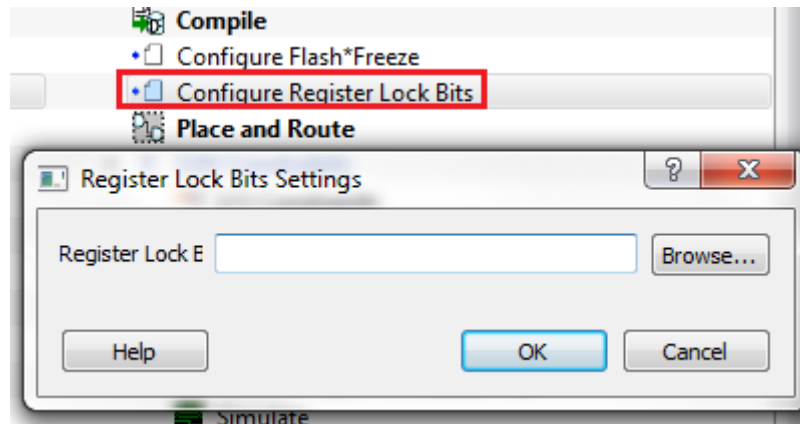 Compile
Configure Flash*Freeze
Configure Register Lock Bits
Place and Route
Register Lock Bits Settings
Register Lock B
Browse...
Help
OK
Cancel
Simulate